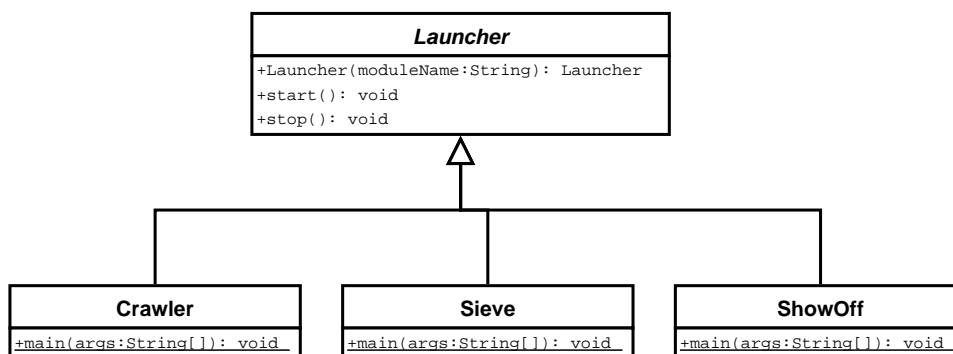 Launcher
+Launcher(moduleName:String): Launcher
+start(): void
+stop(): void
Crawler
+main(args:String[]): void
Sieve
+main(args:String[]): void
ShowOff
+main(args:String[]): void